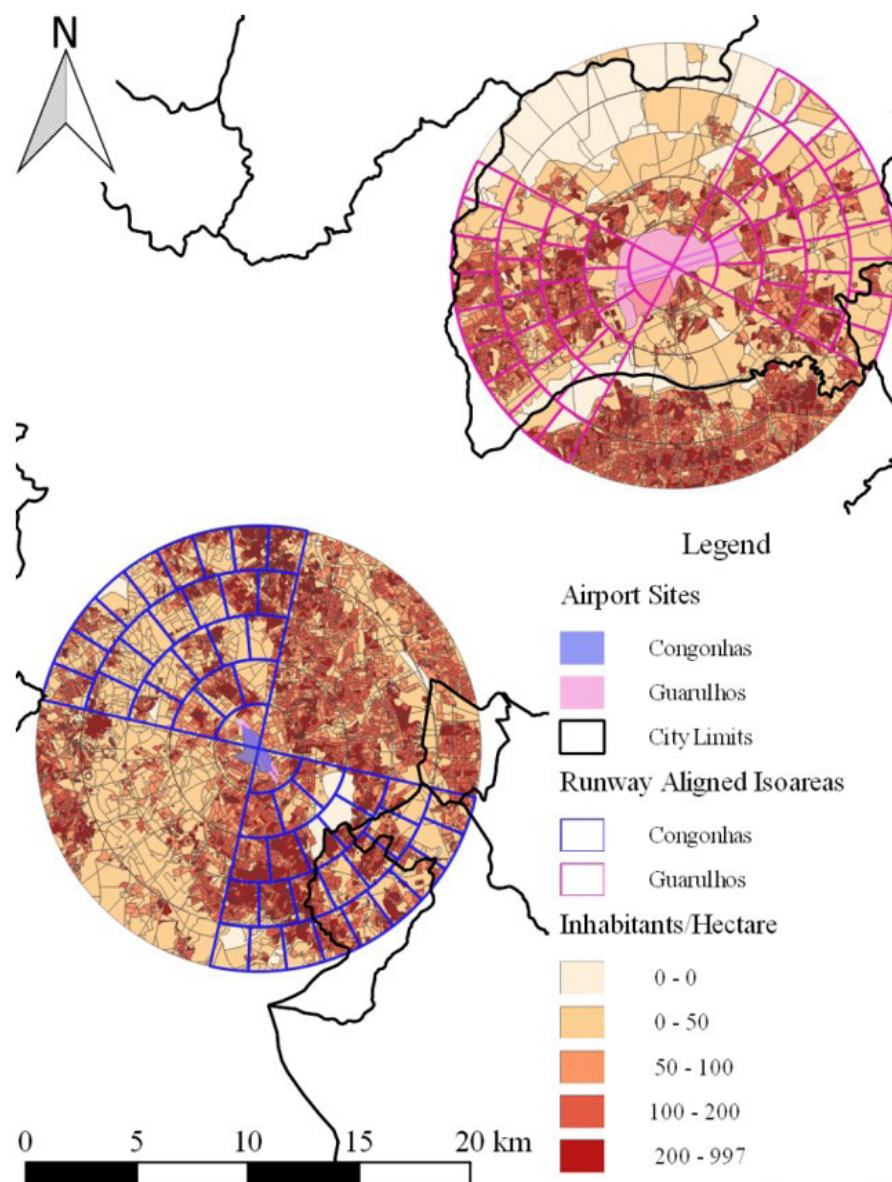 N
Legend
Airport Sites
Congonhas
Guarulhos
City Limits
Runway Aligned Isoareas
Congonhas
Guarulhos
Inhabitants/Hectare
0 - 0
0 - 50
50 - 100
100 - 200
200 - 997
0 5 10 15 20 km